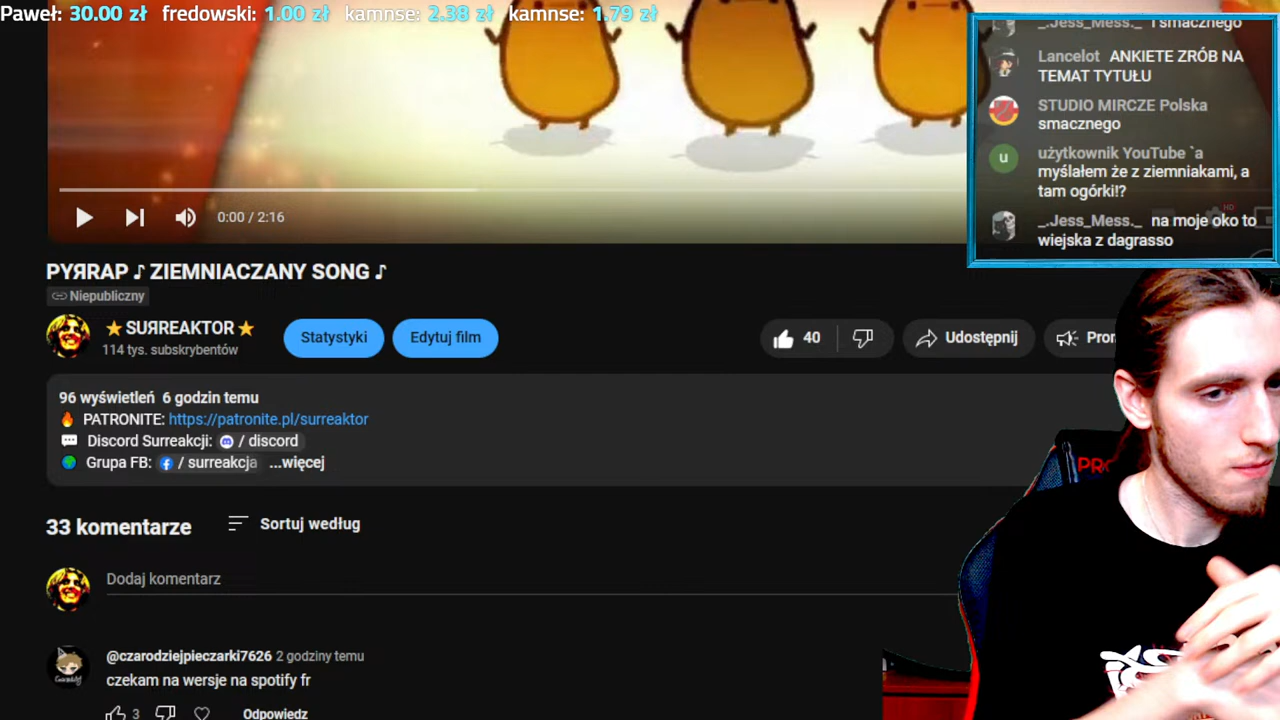 Paweł: 30.00 zł fredowski: 1.00 zł kamnse: 2.38 zł kamnse: 1.79 zł
_.Jess_Mess._ i smacznego
Lancelot ANKIETE ZRÓB NA
TEMAT TYTUŁU
STUDIO MIRCZE Polska
smacznego
u
użytkownik YouTube `a
myślałem że z ziemniakami, a
tam ogórki!?
_.Jess_Mess._ na moje oko to
wiejska z dagrasso
HD
0:00 / 2:16
PYЯRAP ♪ ZIEMNIACZANY SONG ♪
Niepubliczny
⭐SUЯREAKTOR⭐
114 tys. subskrybentów
Statystyki
Edytuj film
40
Udostępnij
96 wyświetleń 6 godzin temu
🔥 PATRONITE: https://patronite.pl/surreaktor
💬 Discord Surreakcji: / discord
🌍 Grupa FB: / surreakcja ...więcej
33 komentarze
Sortuj według
Dodaj komentarz
@czarodziejpieczarki7626 2 godziny temu
czekam na wersje na spotify fr
3
Odpowiedz